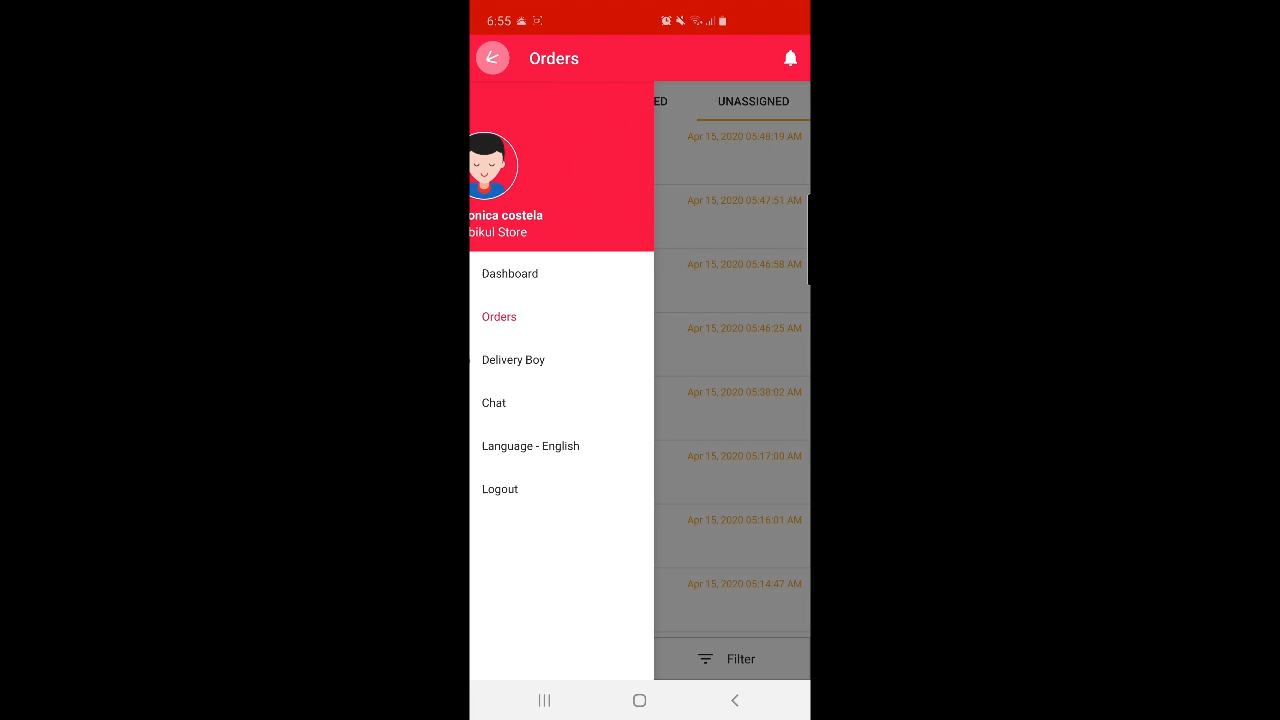 6:55
Orders
ED
UNASSIGNED
onica costela
bikul Store
Dashboard
Orders
Delivery Boy
Chat
Language - English
Logout
Apr 15, 2020 05:48:19 AM
Apr 15, 2020 05:47:51 AM
Apr 15, 2020 05:46:58 AM
Apr 15, 2020 05:46:25 AM
Apr 15, 2020 05:38:02 AM
Apr 15, 2020 05:17:00 AM
Apr 15, 2020 05:16:01 AM
Apr 15, 2020 05:14:47 AM
Filter